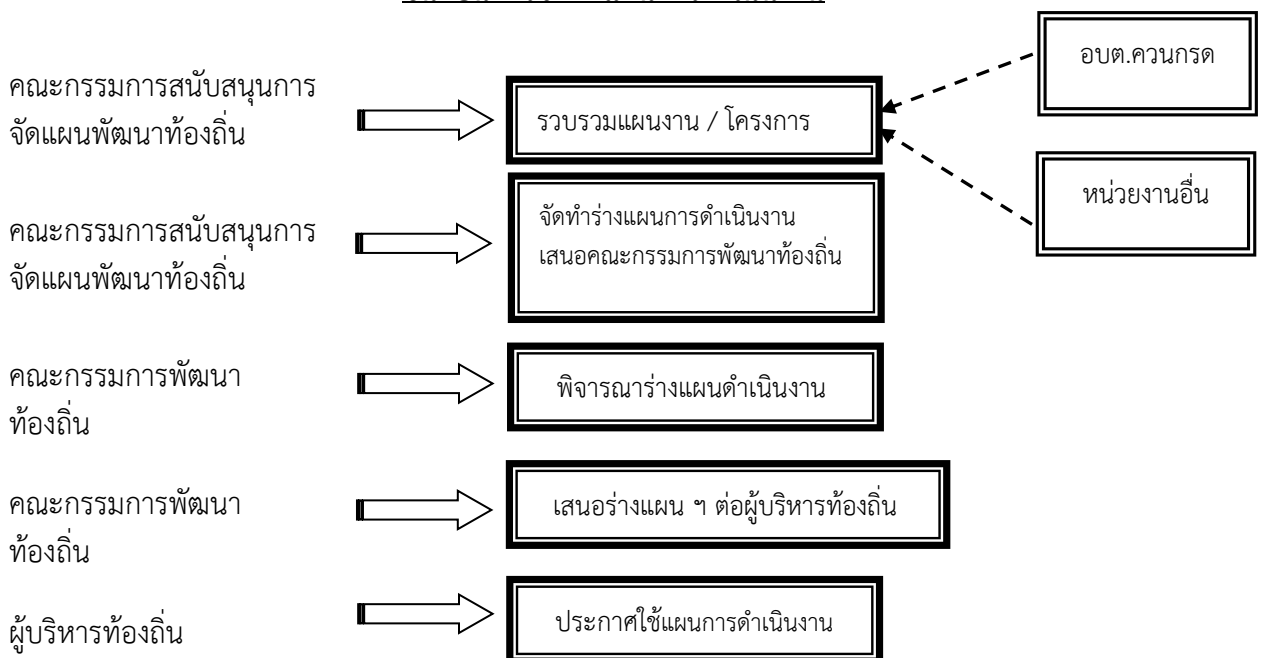 อบต.ควนกรด
คณะกรรมการสนับสนุนการ
จัดแผนพัฒนาท้องถิ่น
รวบรวมแผนงาน / โครงการ
หน่วยงานอื่น
คณะกรรมการสนับสนุนการ
จัดแผนพัฒนาท้องถิ่น
จัดทำร่างแผนการดำเนินงาน
เสนอคณะกรรมการพัฒนาท้องถิ่น
คณะกรรมการพัฒนา
ท้องถิ่น
พิจารณาร่างแผนดำเนินงาน
คณะกรรมการพัฒนา
ท้องถิ่น
เสนอร่างแผน ฯ ต่อผู้บริหารท้องถิ่น
ผู้บริหารท้องถิ่น
ประกาศใช้แผนการดำเนินงาน